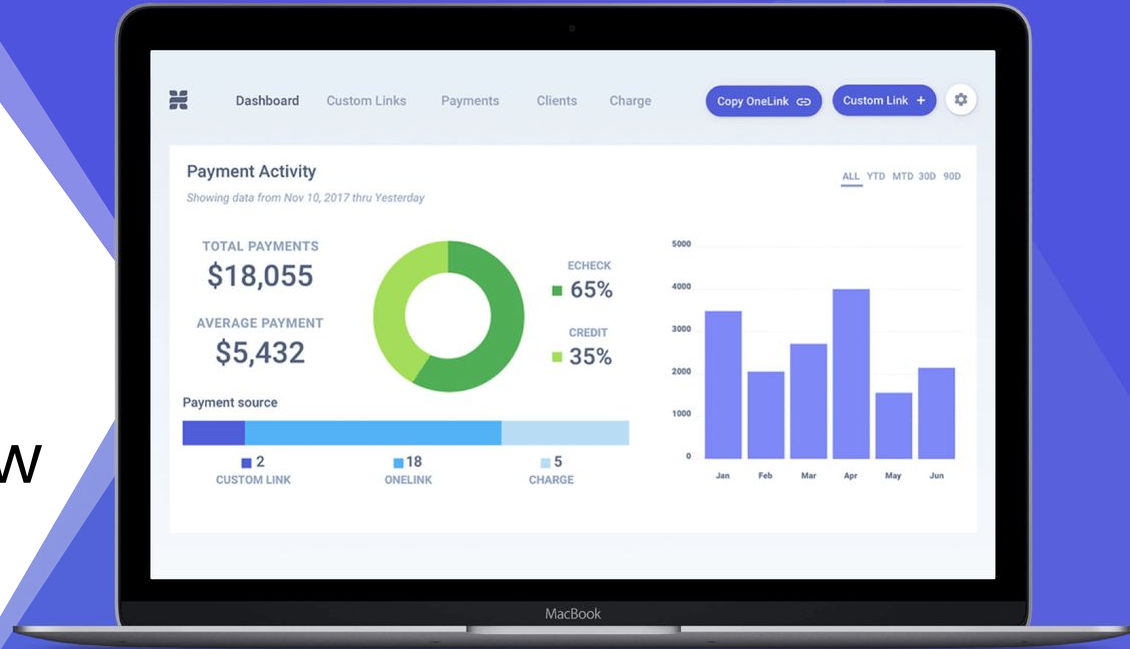 Dashboard Custom Links Payments Clients Charge Copy OneLink Custom Link +
Payment Activity
Showing data from Nov 10, 2017 thru Yesterday
ALL YTD MTD 30D 90D
TOTAL PAYMENTS
$18,055
AVERAGE PAYMENT
$5,432
ECHECK
65%
CREDIT
35%
Payment source
2
CUSTOM LINK
18
ONELINK
5
CHARGE
5000
4000
3000
2000
1000
0
Jan Feb Mar Apr May Jun
w
MacBook